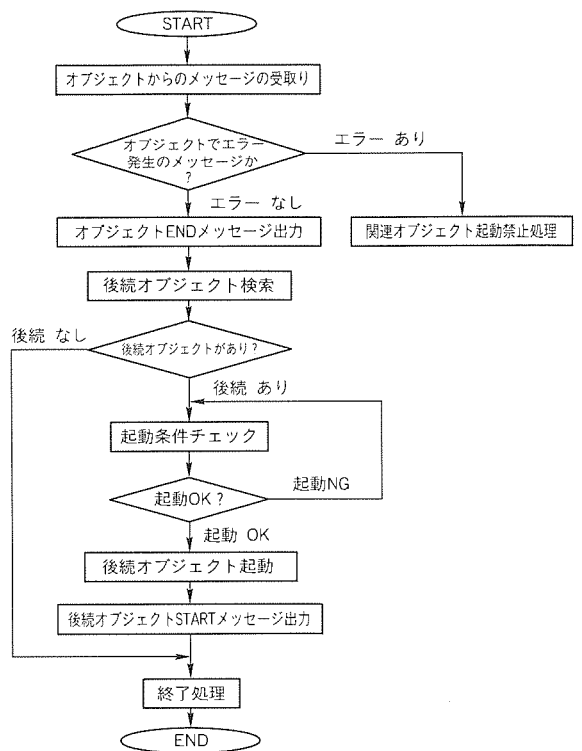 START
オブジェクトからのメッセージの受取り
オブジェクトでエラー
発生のメッセージか
?
エラー あり
エラー なし
オブジェクトENDメッセージ出力
関連オブジェクト起動禁止処理
後続オブジェクト検索
後続 なし
後続オブジェクトがあり?
後続 あり
起動条件チェック
起動OK?
起動NG
起動 OK
後続オブジェクト起動
後続オブジェクトSTARTメッセージ出力
終了処理
END